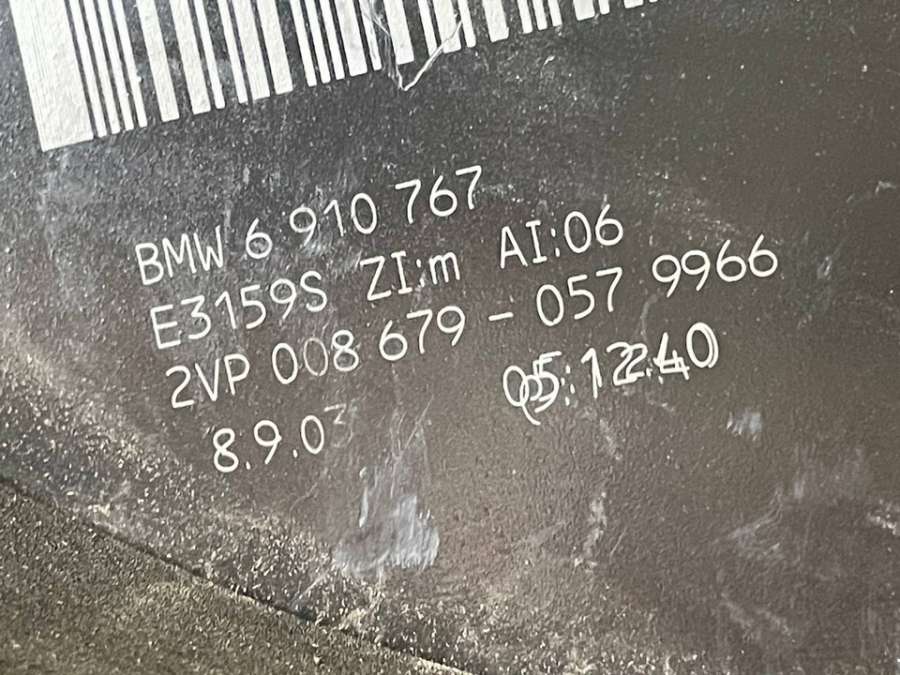 BMW 6 910 767
E3159S ZI:m AI:06
2VP 008 679 - 057 9966
8.9.03